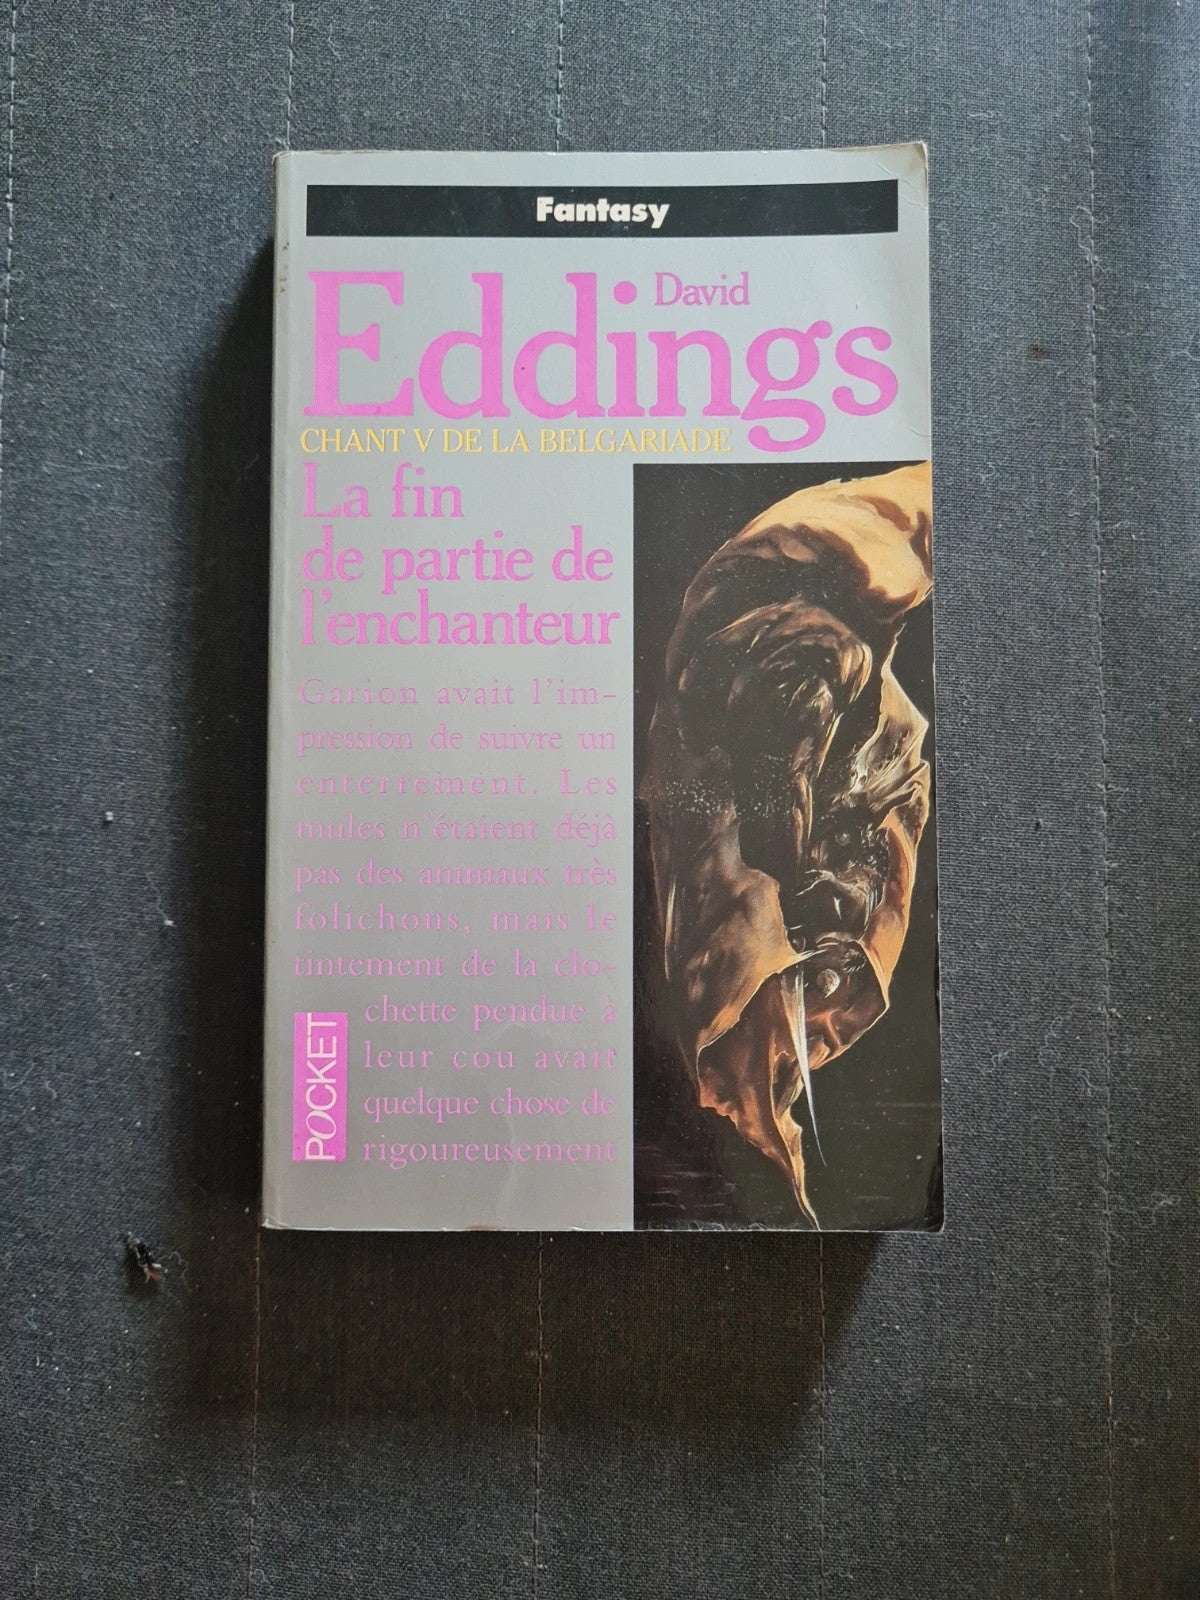 Fantasy
David
Eddings
CHANT V DE LA BELGARIADE
La fin
de partie de
l'enchanteur
Garion avait l'im-
pression de suivre un
enterrement. Les
mules n'étaient déjà
pas des animaux très
folichons, mais le
tintement de la clo-
chette pendue à
leur cou avait
quelque chose de
rigoureusement
POCKET